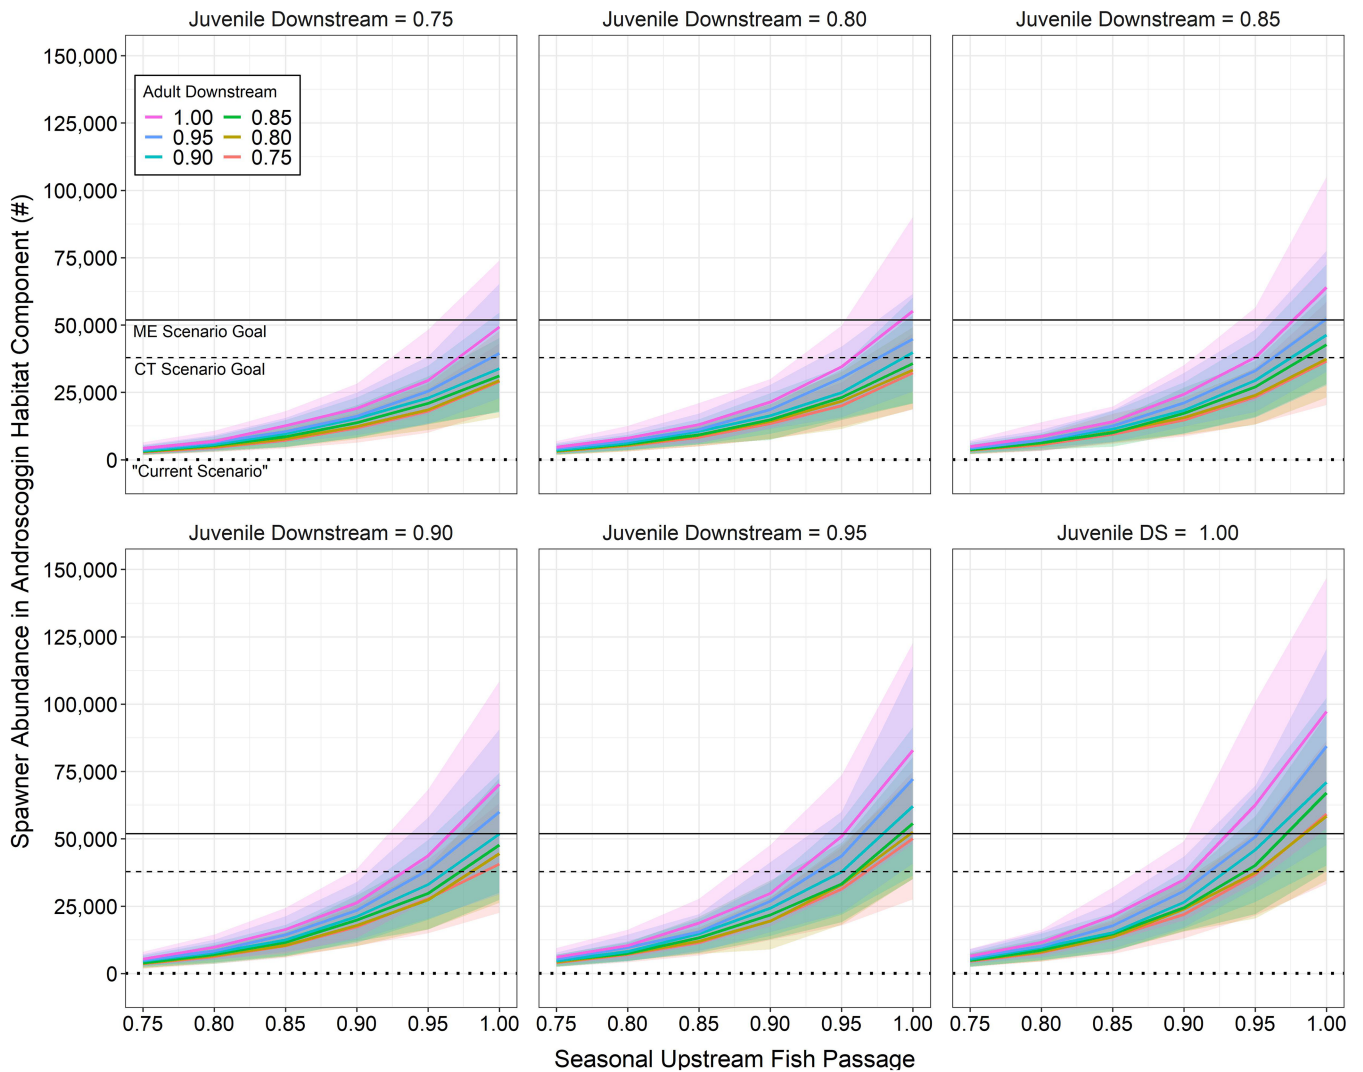 Juvenile Downstream = 0.75
Juvenile Downstream = 0.80
Juvenile Downstream = 0.85
150,000
125,000
100,000
75,000
50,000
25,000
0
Adult Downstream
1.00 0.85
0.95 0.80
0.90 0.75
ME Scenario Goal
CT Scenario Goal
"Current Scenario"
Spawner Abundance in Androscoggin Habitat Component (#)
Juvenile Downstream = 0.90
Juvenile Downstream = 0.95
Juvenile DS = 1.00
150,000
125,000
100,000
75,000
50,000
25,000
0
0.75 0.80 0.85 0.90 0.95 1.00
0.75 0.80 0.85 0.90 0.95 1.00
0.75 0.80 0.85 0.90 0.95 1.00
Seasonal Upstream Fish Passage